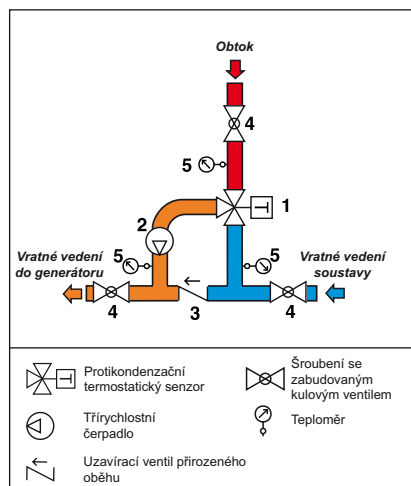 Obtok
4
5
1
2
5
5
Vratné vedení
do generátoru
Vratné vedení
soustavy
4
3
4
Protikondenzační
termostatický senzor
Šroubení se
zabudovaným
kulovým ventilem
Třírychlostní
čerpadlo
Teploměr
Uzavírací ventil přirozeného
oběhu